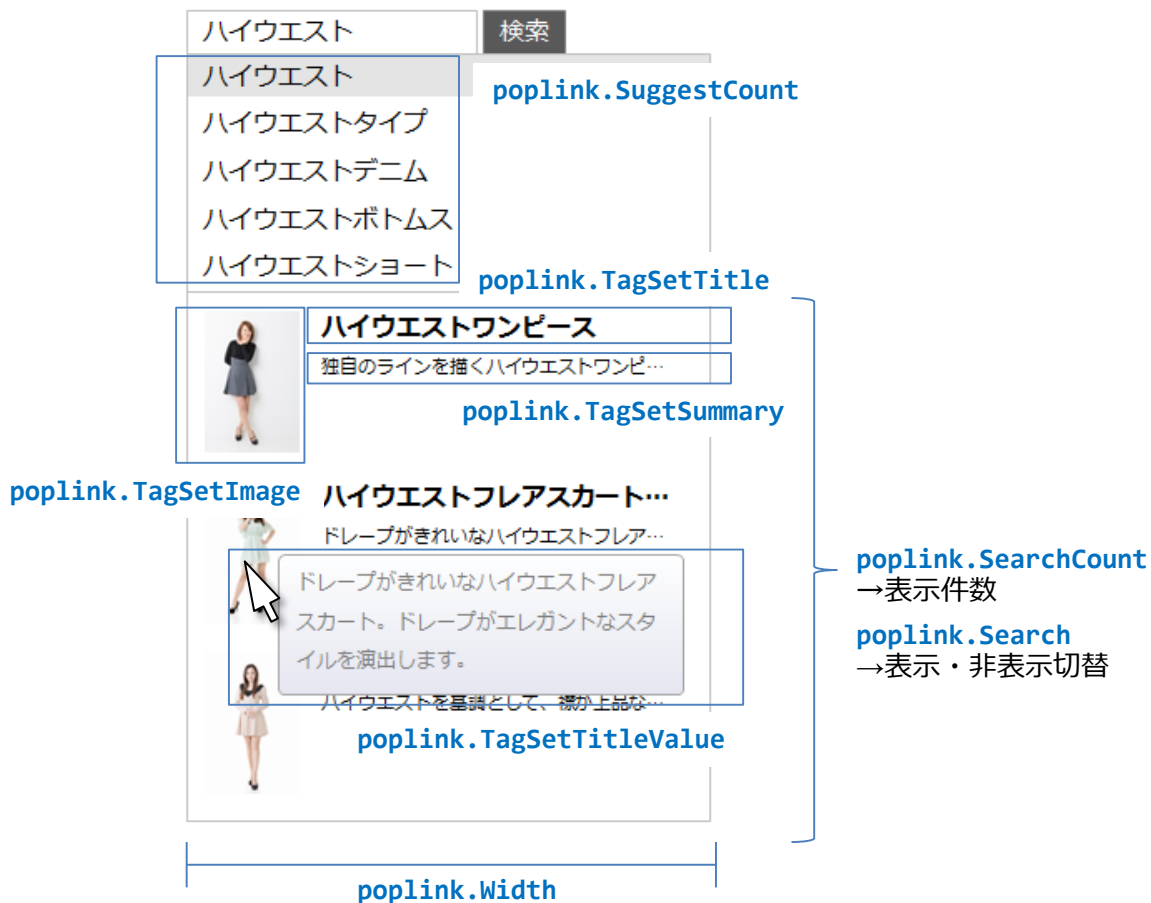 ハイウエスト
検索
ハイウエスト
poplink.SuggestCount
ハイウエストタイプ
ハイウエストデニム
ハイウエストボトムス
ハイウエストショート
poplink.TagSetTitle
ハイウエストワンピース
独自のラインを描くハイウエストワンピ…
poplink.TagSetSummary
poplink.TagSetImage
ハイウエストフレアスカート…
ドレープがきれいなハイウエストフレア…
ドレープがきれいなハイウエストフレア
スカート。ドレープがエレガントなスタ
イルを演出します。
poplink.SearchCount
→表示件数
poplink.Search
→表示・非表示切替
ハイウエストを基調として、襟が上品な…
poplink.TagSetTitleValue
poplink.Width